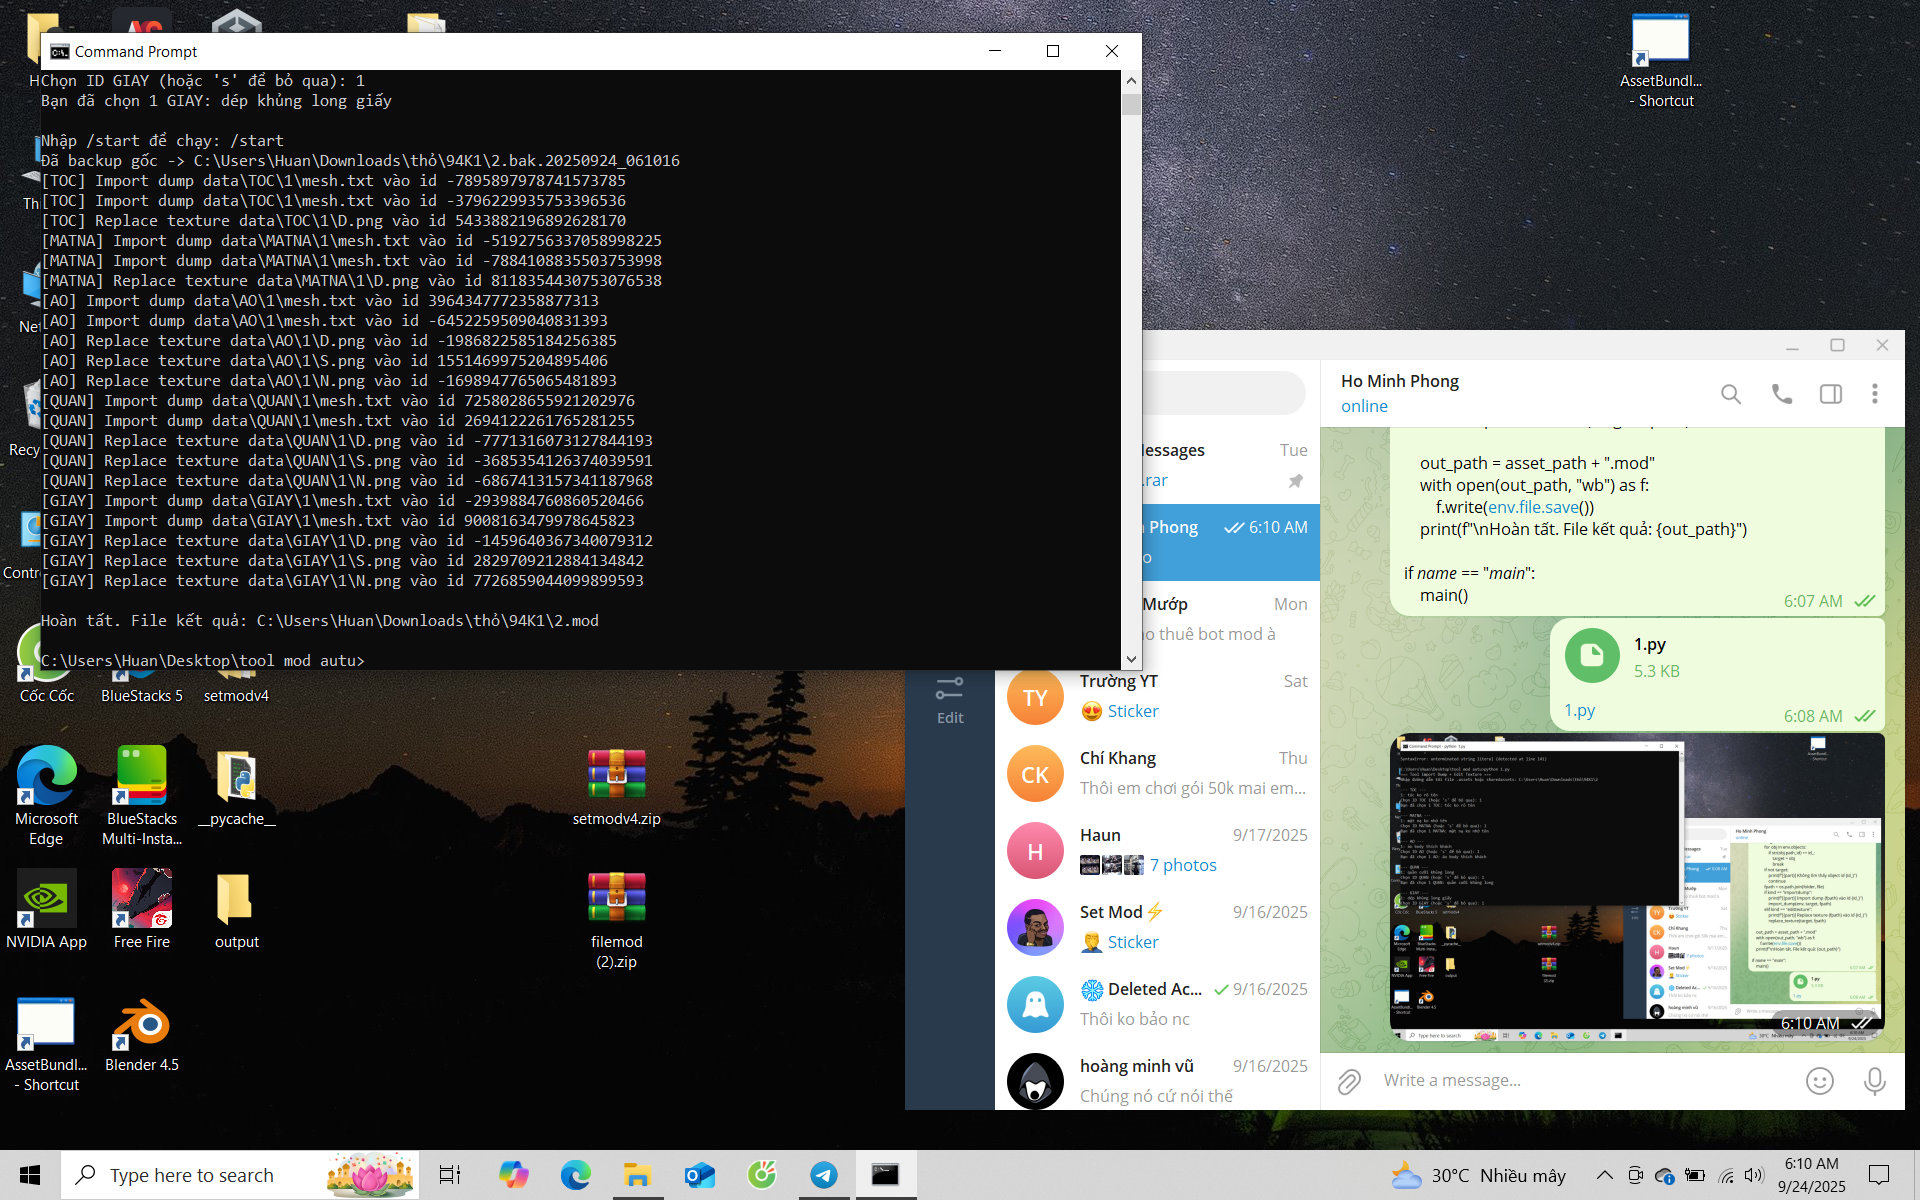 Command Prompt
Chọn ID GIAY (hoặc 's' để bỏ qua): 1
Bạn đã chọn 1 GIAY: dép khủng long giấy
Nhập /start để chạy: /start
Đã backup gốc -> C:\Users\Huan\Downloads\thỏ\94K1\2.bak.20250924_061016
[TOC] Import dump data\TOC\1\mesh.txt vào id -7895897978741573785
[TOC] Import dump data\TOC\1\mesh.txt vào id -3796229935753396536
[TOC] Replace texture data\TOC\1\D.png vào id 5433882196892628170
[MATNA] Import dump data\MATNA\1\mesh.txt vào id -5192756337058998225
[MATNA] Import dump data\MATNA\1\mesh.txt vào id -7884108835503753998
[MATNA] Replace texture data\MATNA\1\D.png vào id 8118354430753076538
[AO] Import dump data\AO\1\mesh.txt vào id 3964347772358877313
[AO] Import dump data\AO\1\mesh.txt vào id -6452259509040831393
[AO] Replace texture data\AO\1\D.png vào id -1986822585184256385
[AO] Replace texture data\AO\1\S.png vào id 1551469975204895406
[AO] Replace texture data\AO\1\N.png vào id -1698947765065481893
[QUAN] Import dump data\QUAN\1\mesh.txt vào id 7258028655921202976
[QUAN] Import dump data\QUAN\1\mesh.txt vào id 2694122261765281255
[QUAN] Replace texture data\QUAN\1\D.png vào id -7771316073127844193
[QUAN] Replace texture data\QUAN\1\S.png vào id -3685354126374039591
[QUAN] Replace texture data\QUAN\1\N.png vào id -6867413157341187968
[GIAY] Import dump data\GIAY\1\mesh.txt vào id -2939884760860520466
[GIAY] Import dump data\GIAY\1\mesh.txt vào id 9008163479978645823
[GIAY] Replace texture data\GIAY\1\D.png vào id -1459640367340079312
[GIAY] Replace texture data\GIAY\1\S.png vào id 2829709212884134842
[GIAY] Replace texture data\GIAY\1\N.png vào id 7726859044099899593
Hoàn tất. File kết quả: C:\Users\Huan\Downloads\thỏ\94K1\2.mod
C:\Users\Huan\Desktop\tool mod autu>
AssetBundl...
- Shortcut
Cốc Cốc
BlueStacks 5
setmodv4
Microsoft
Edge
BlueStacks
Multi-Insta...
__pycache__
setmodv4.zip
NVIDIA App
Free Fire
output
filemod
(2).zip
AssetBundl...
- Shortcut
Blender 4.5
Edit
Messages Tue
.rar
Phong 6:10 AM
Mướp Mon
o thuê bot mod à
TY
Trường YT Sat
Sticker
CK
Chí Khang Thu
Thôi em chơi gói 50k mai em...
H
Haun 9/17/2025
7 photos
Set Mod 9/16/2025
Sticker
Deleted Ac... 9/16/2025
Thôi ko bảo nc
hoàng minh vũ 9/16/2025
Chúng nó cứ nói thế
Ho Minh Phong
online
out_path = asset_path + ".mod"
with open(out_path, "wb") as f:
f.write(env.file.save())
print(f"\nHoàn tất. File kết quả: {out_path}")
if name == "main":
main()
6:07 AM
1.py
5.3 KB
1.py
6:08 AM
6:10 AM
Write a message...
Type here to search
30°C Nhiều mây
6:10 AM
9/24/2025